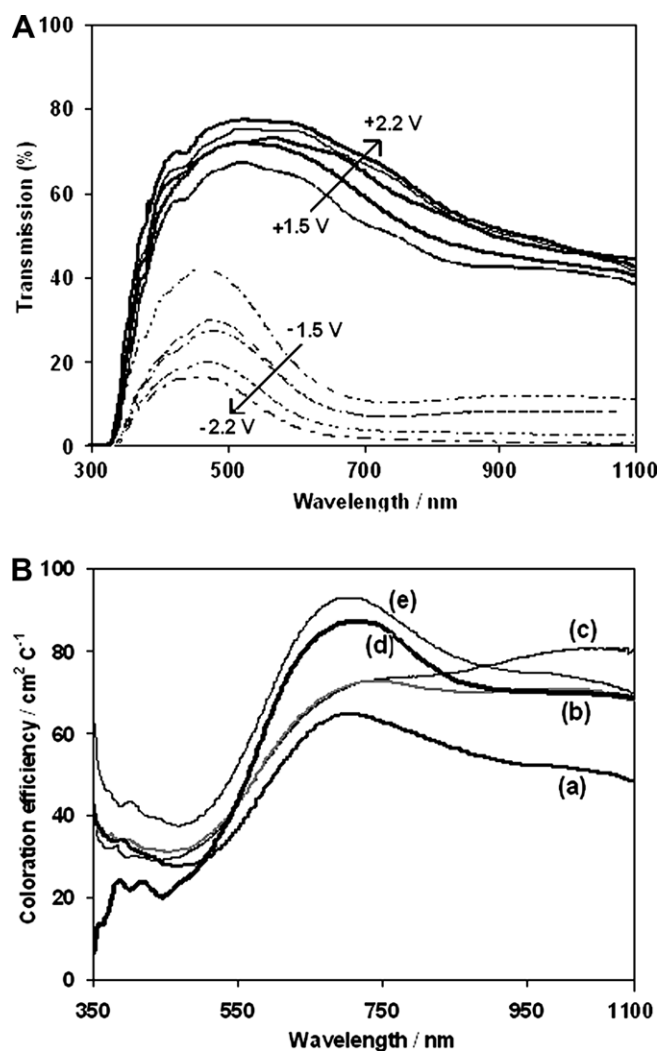 A
Transmission (%)
100
80
60
40
20
0
+2.2 V
+1.5 V
-1.5 V
-2.2 V
300
500
700
900
1100
Wavelength / nm
B
Coloration efficiency / cm² C⁻¹
100
80
60
40
20
0
(e)
(d)
(c)
(b)
(a)
350
550
750
950
1100
Wavelength / nm